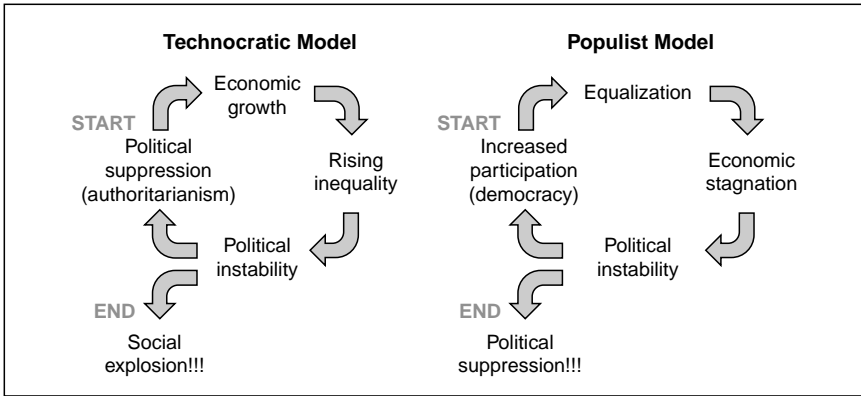 Technocratic Model
Economic
growth
START
Political
suppression
(authoritarianism)
Rising
inequality
Political
instability
END
Social
explosion!!!
Populist Model
Equalization
START
Increased
participation
(democracy)
Economic
stagnation
Political
instability
END
Political
suppression!!!